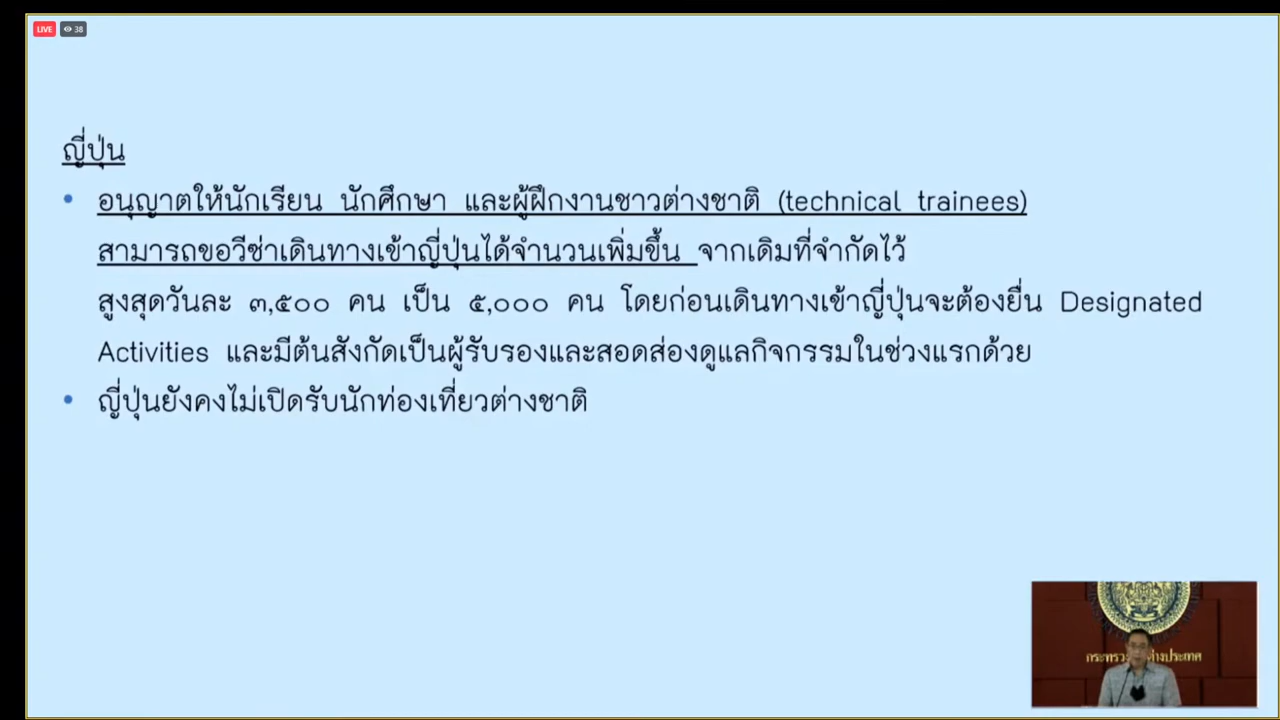 LIVE 38
ญี่ปุ่น
• อนุญาตให้นักเรียน นักศึกษา และผู้ฝึกงานชาวต่างชาติ (technical trainees)
สามารถขอวีซ่าเดินทางเข้าญี่ปุ่นได้จำนวนเพิ่มขึ้น จากเดิมที่จำกัดไว้
สูงสุดวันละ ๓,๕๐๐ คน เป็น ๕,๐๐๐ คน โดยก่อนเดินทางเข้าญี่ปุ่นจะต้องยื่น Designated
Activities และมีต้นสังกัดเป็นผู้รับรองและสอดส่องดูแลกิจกรรมในช่วงแรกด้วย
• ญี่ปุ่นยังคงไม่เปิดรับนักท่องเที่ยวต่างชาติ